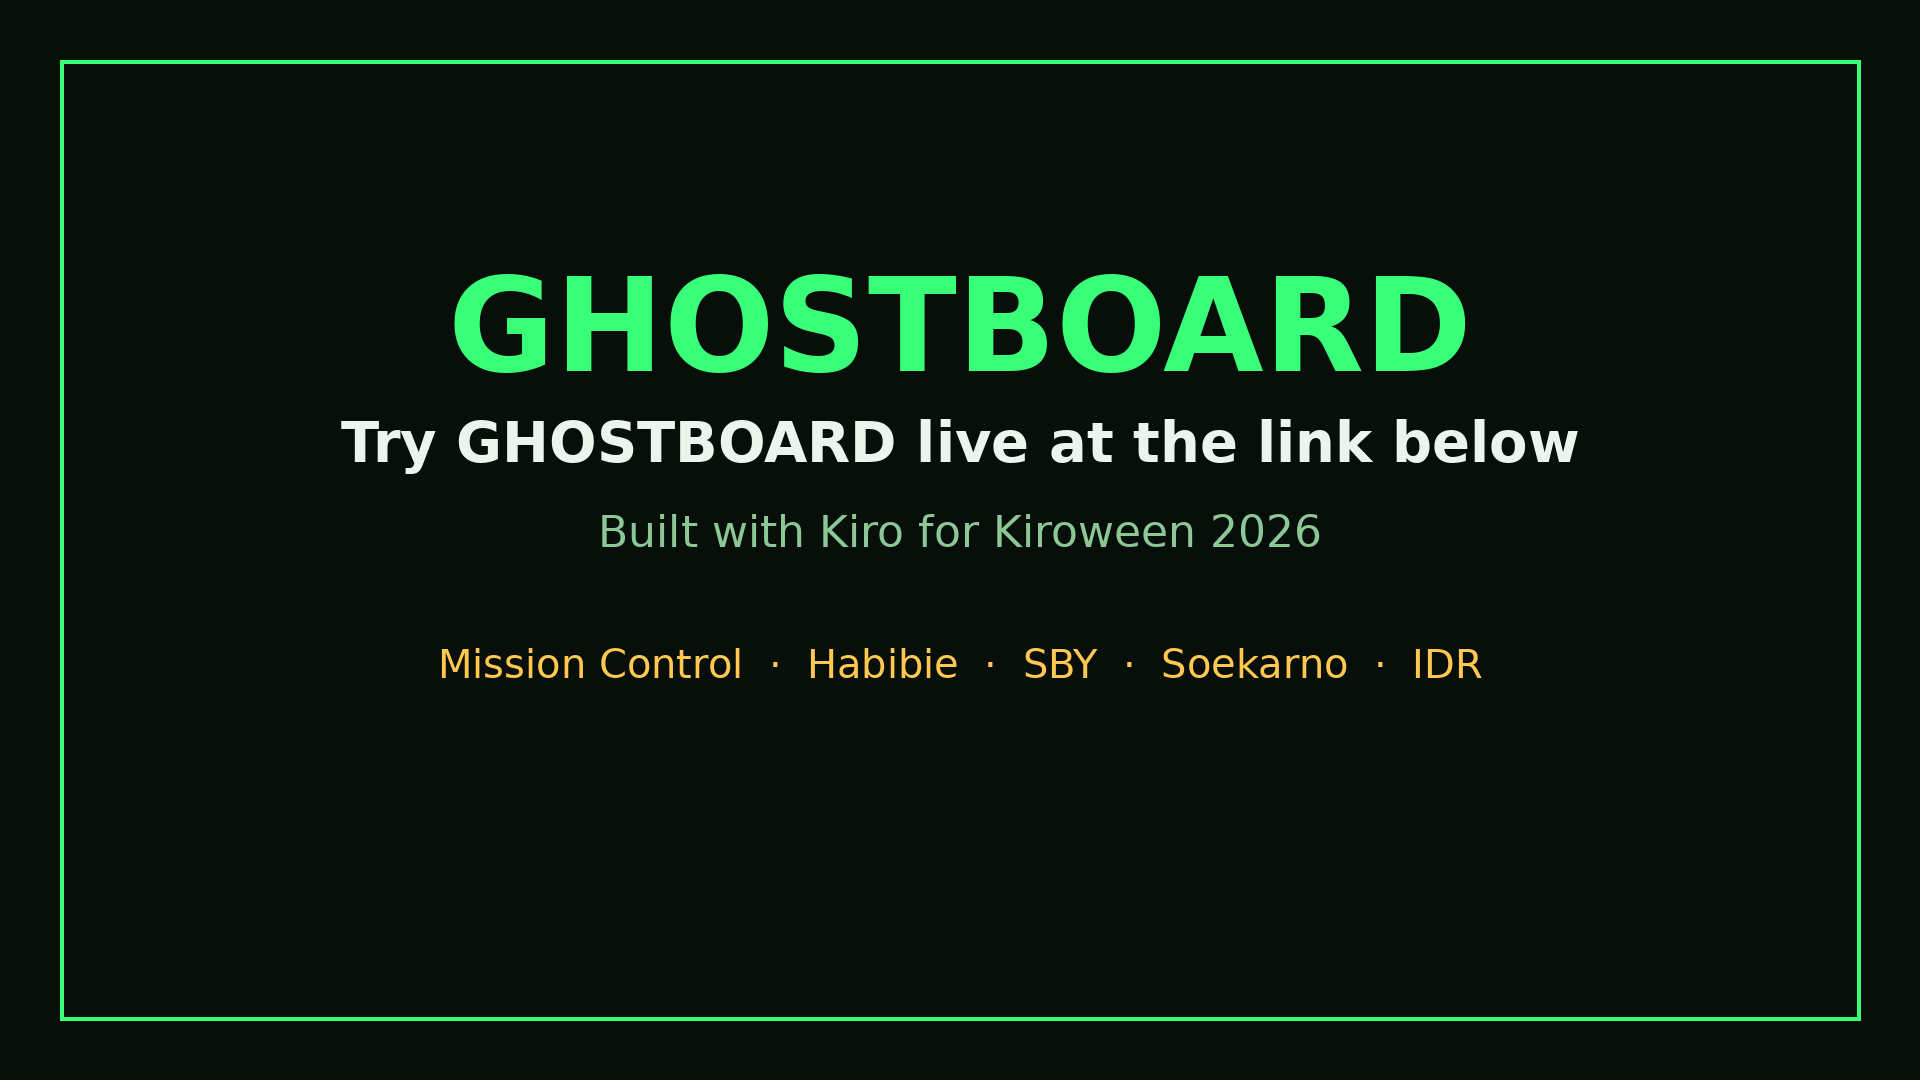 GHOSTBOARD
Try GHOSTBOARD live at the link below
Built with Kiro for Kiroween 2026
Mission Control · Habibie · SBY · Soekarno · IDR